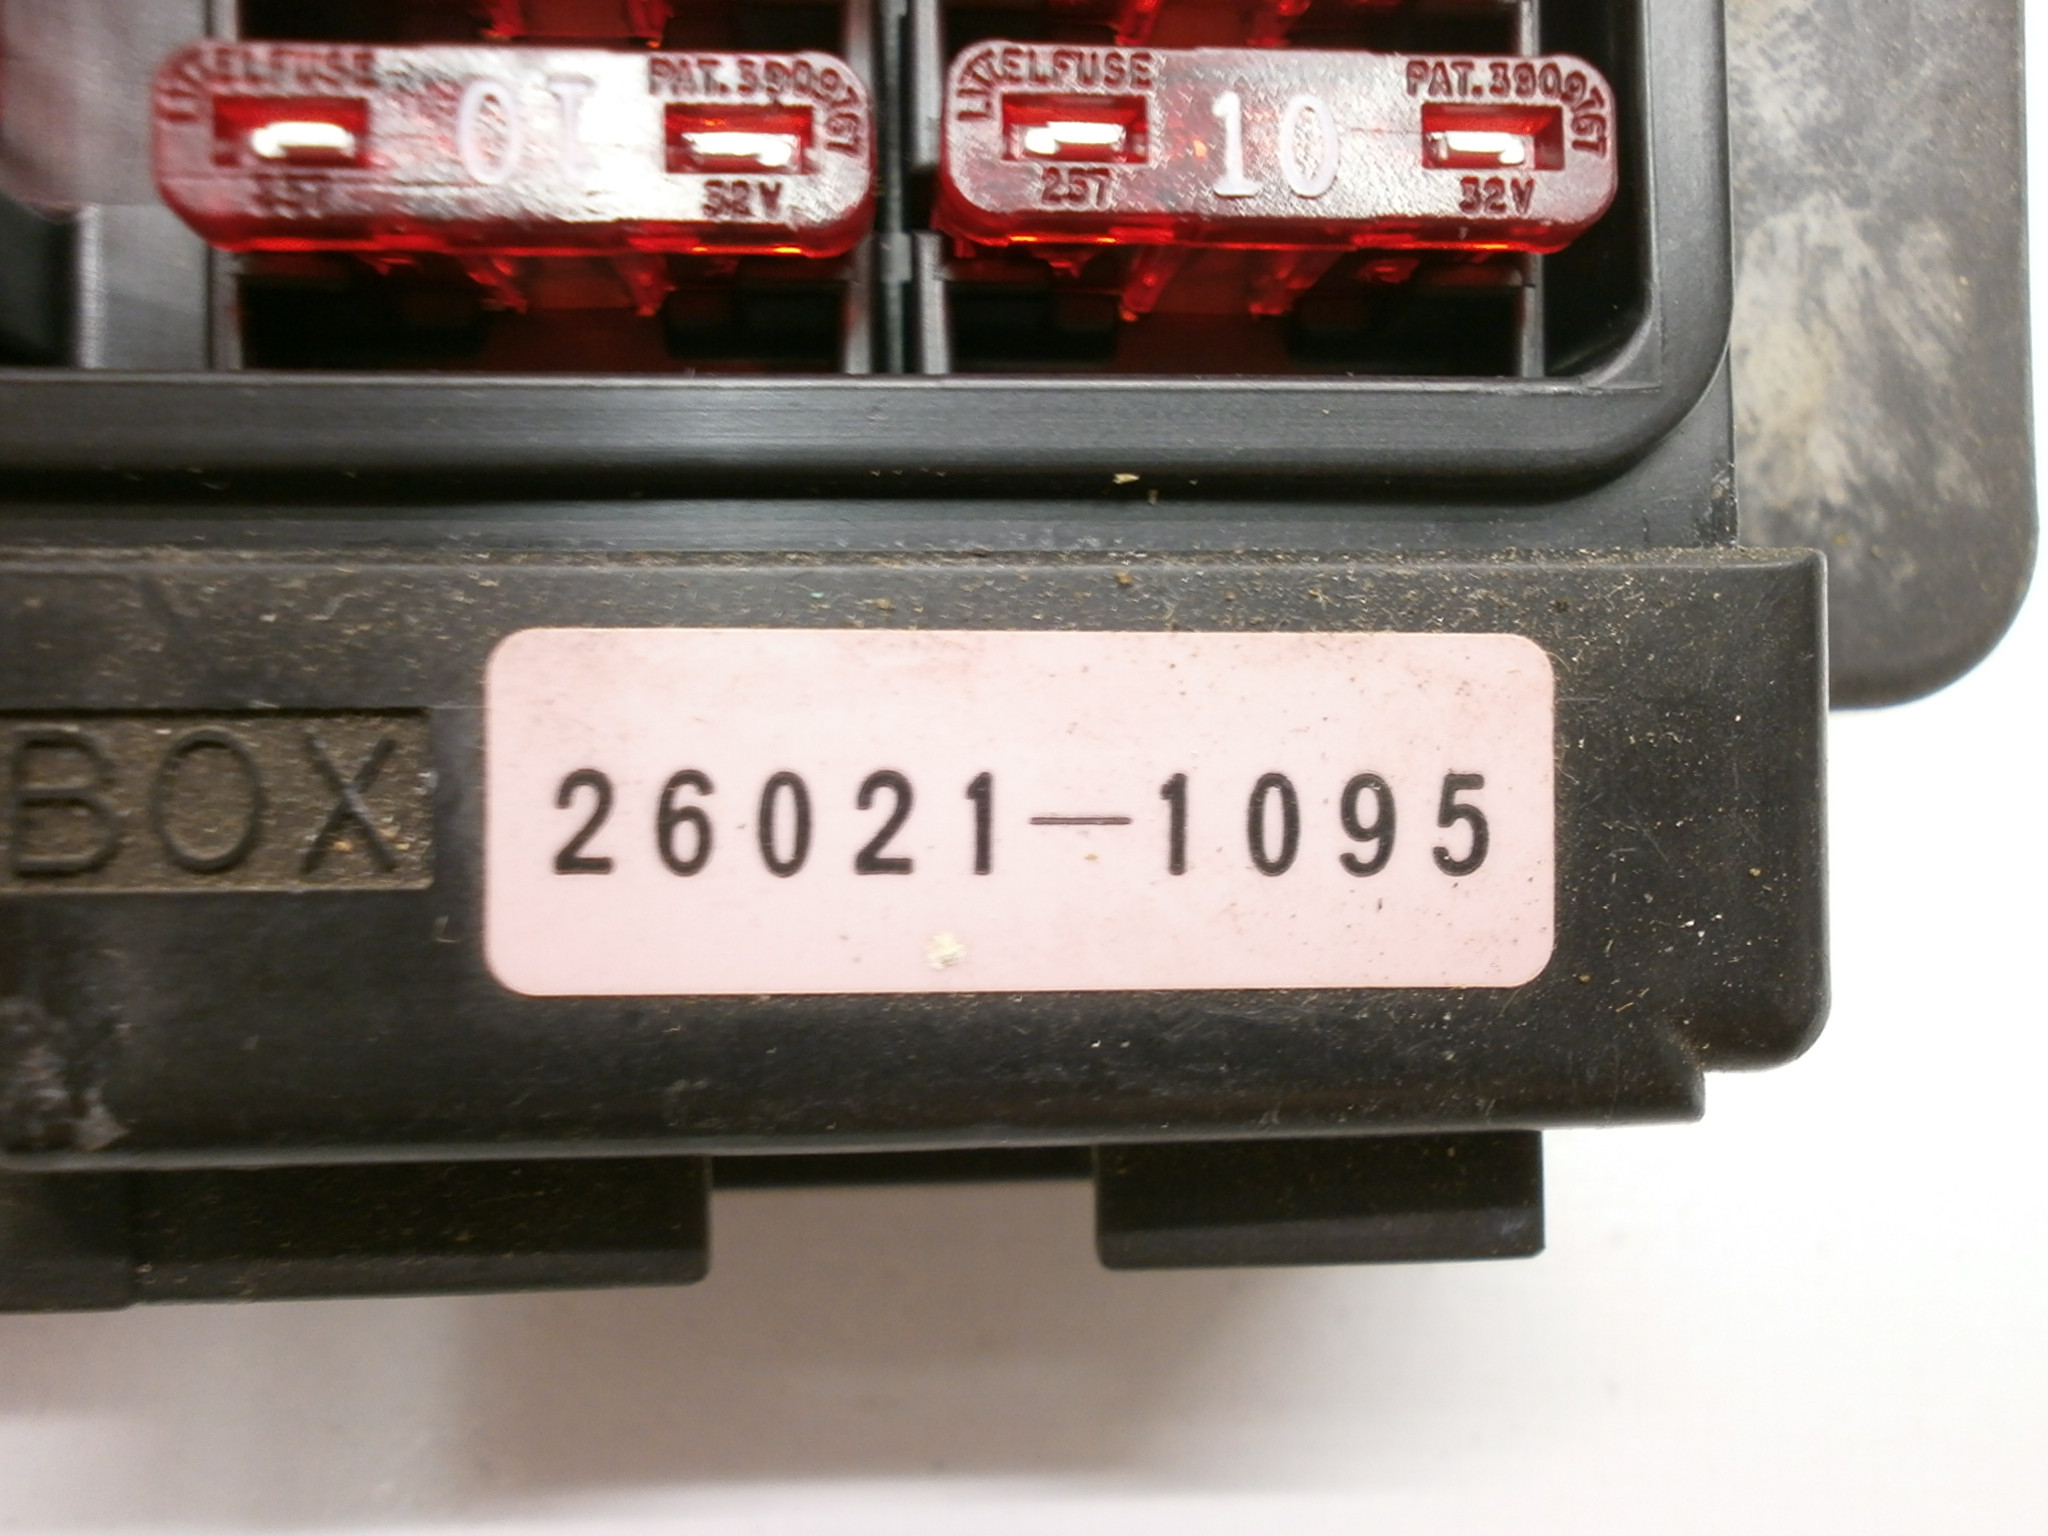 LITTELFUSE 10 PAT.3909767
257 32V
LITTELFUSE 10 PAT.3909767
257 32V
BOX
26021-1095